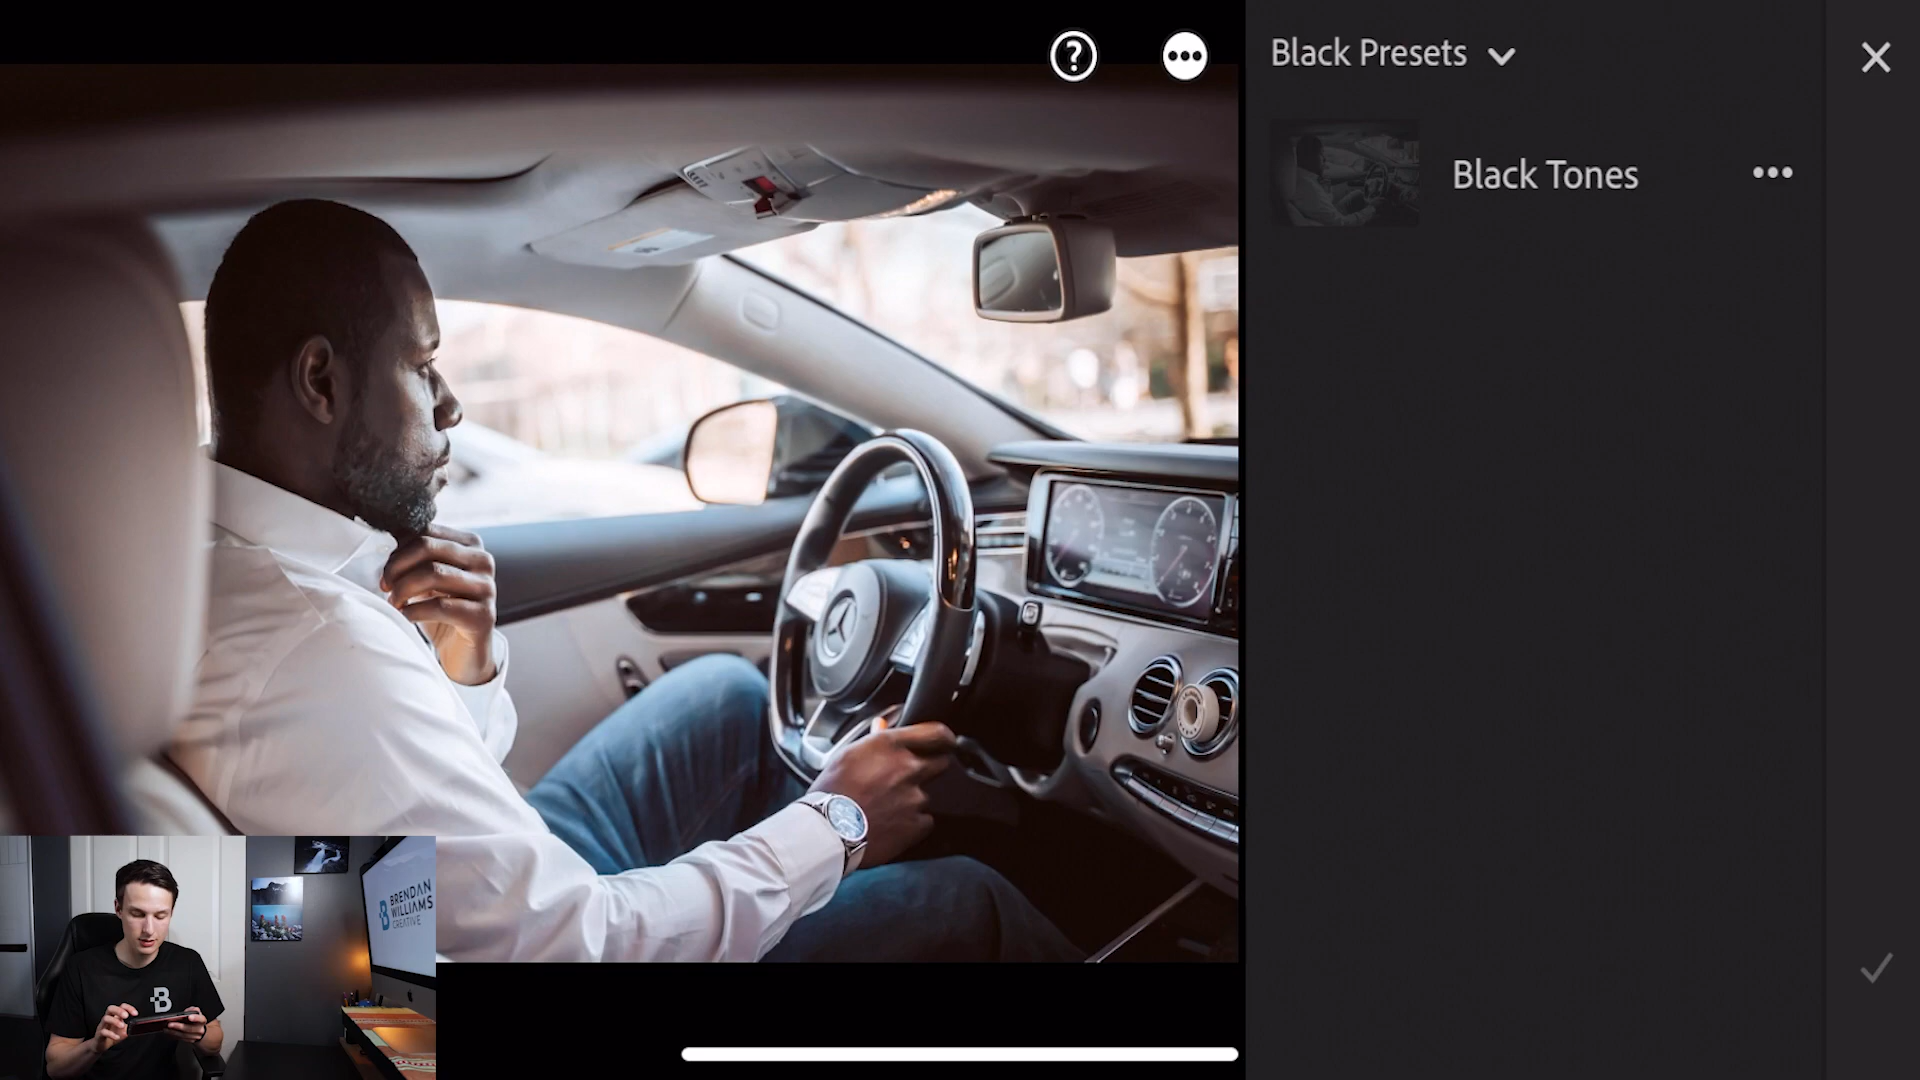 Black Presets
Black Tones
BRENDAN
WILLIAMS
CREATIVE
B